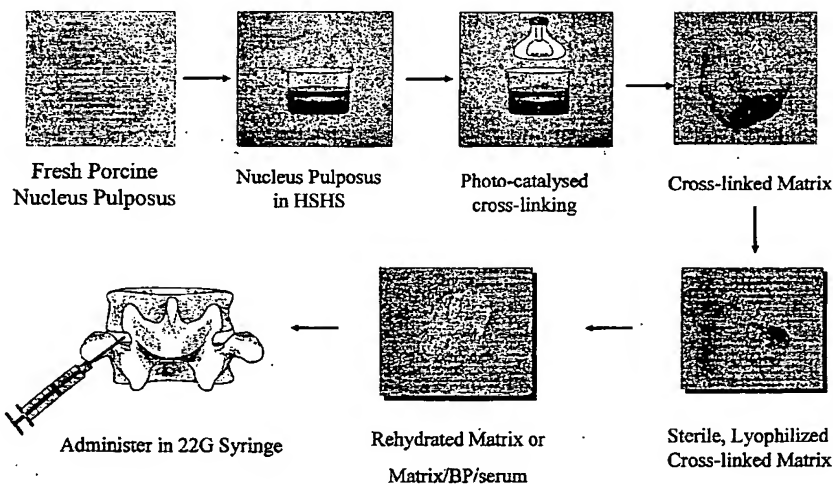 Fresh Porcine
Nucleus Pulposus
Nucleus Pulposus
in HSHS
Photo-catalysed
cross-linking
Cross-linked Matrix
Administer in 22G Syringe
Rehydrated Matrix or
Matrix/BP/serum
Sterile, Lyophilized
Cross-linked Matrix